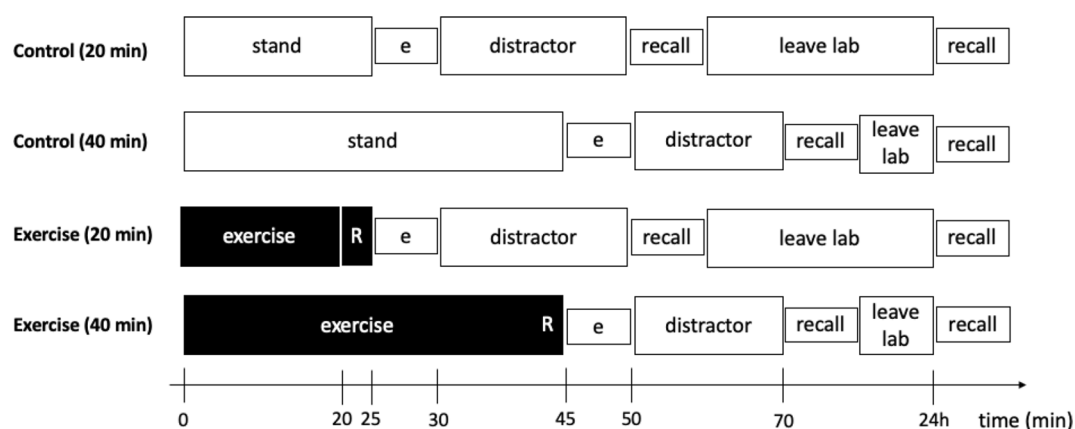 Control (20 min) stand e distractor recall leave lab recall
Control (40 min) stand e distractor recall leave lab recall
Exercise (20 min) exercise R e distractor recall leave lab recall
Exercise (40 min) exercise R e distractor recall leave lab recall
0 20 25 30 45 50 70 24h time (min)